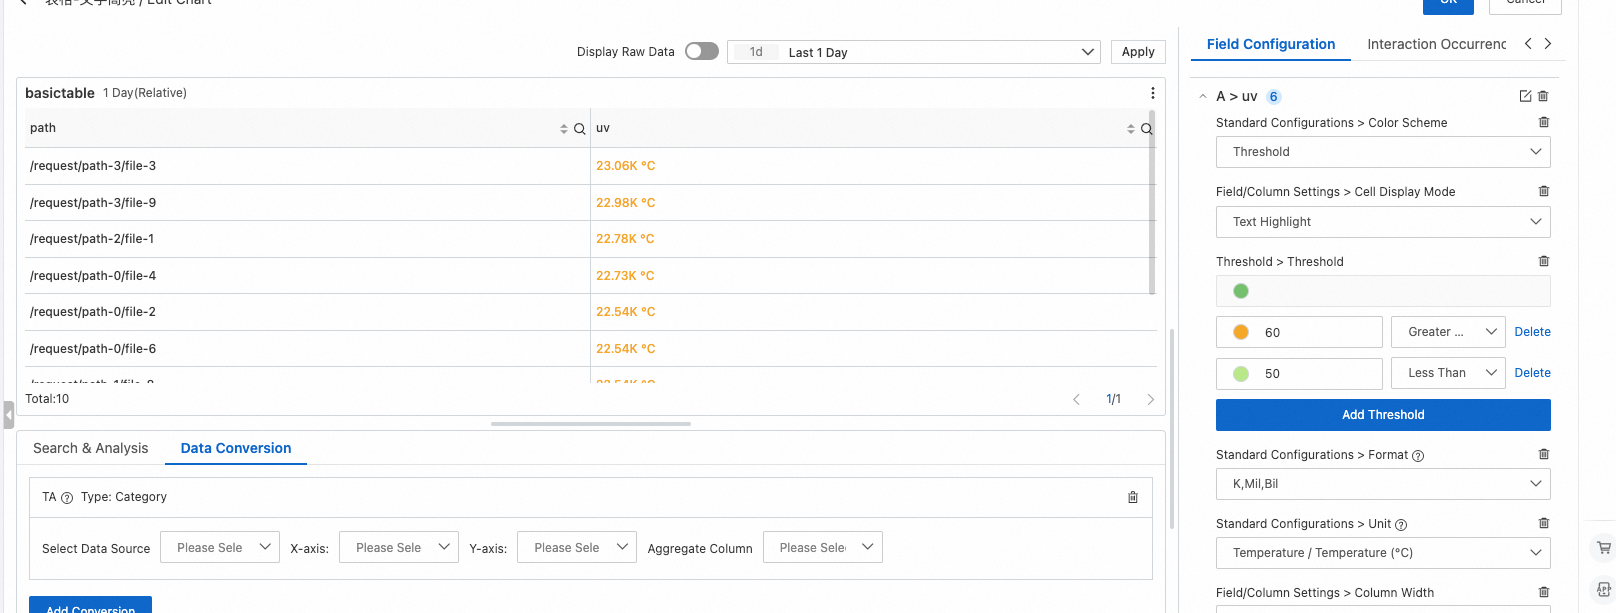 / Edit Chart
OK
Cancel
Display Raw Data
1d Last 1 Day
Apply
Field Configuration
Interaction Occurrenc
basictable 1 Day(Relative)
path
uv
/request/path-3/file-3
23.06K °C
/request/path-3/file-9
22.98K °C
/request/path-2/file-1
22.78K °C
/request/path-0/file-4
22.73K °C
/request/path-0/file-2
22.54K °C
/request/path-0/file-6
22.54K °C
Total:10
1/1
Search & Analysis
Data Conversion
TA ? Type: Category
Select Data Source
Please Sele
X-axis:
Please Sele
Y-axis:
Please Sele
Aggregate Column
Please Sele
Add Conversion
A > uv 6
Standard Configurations > Color Scheme
Threshold
Field/Column Settings > Cell Display Mode
Text Highlight
Threshold > Threshold
60
Greater ...
Delete
50
Less Than
Delete
Add Threshold
Standard Configurations > Format ?
K,Mil,Bil
Standard Configurations > Unit ?
Temperature / Temperature (°C)
Field/Column Settings > Column Width